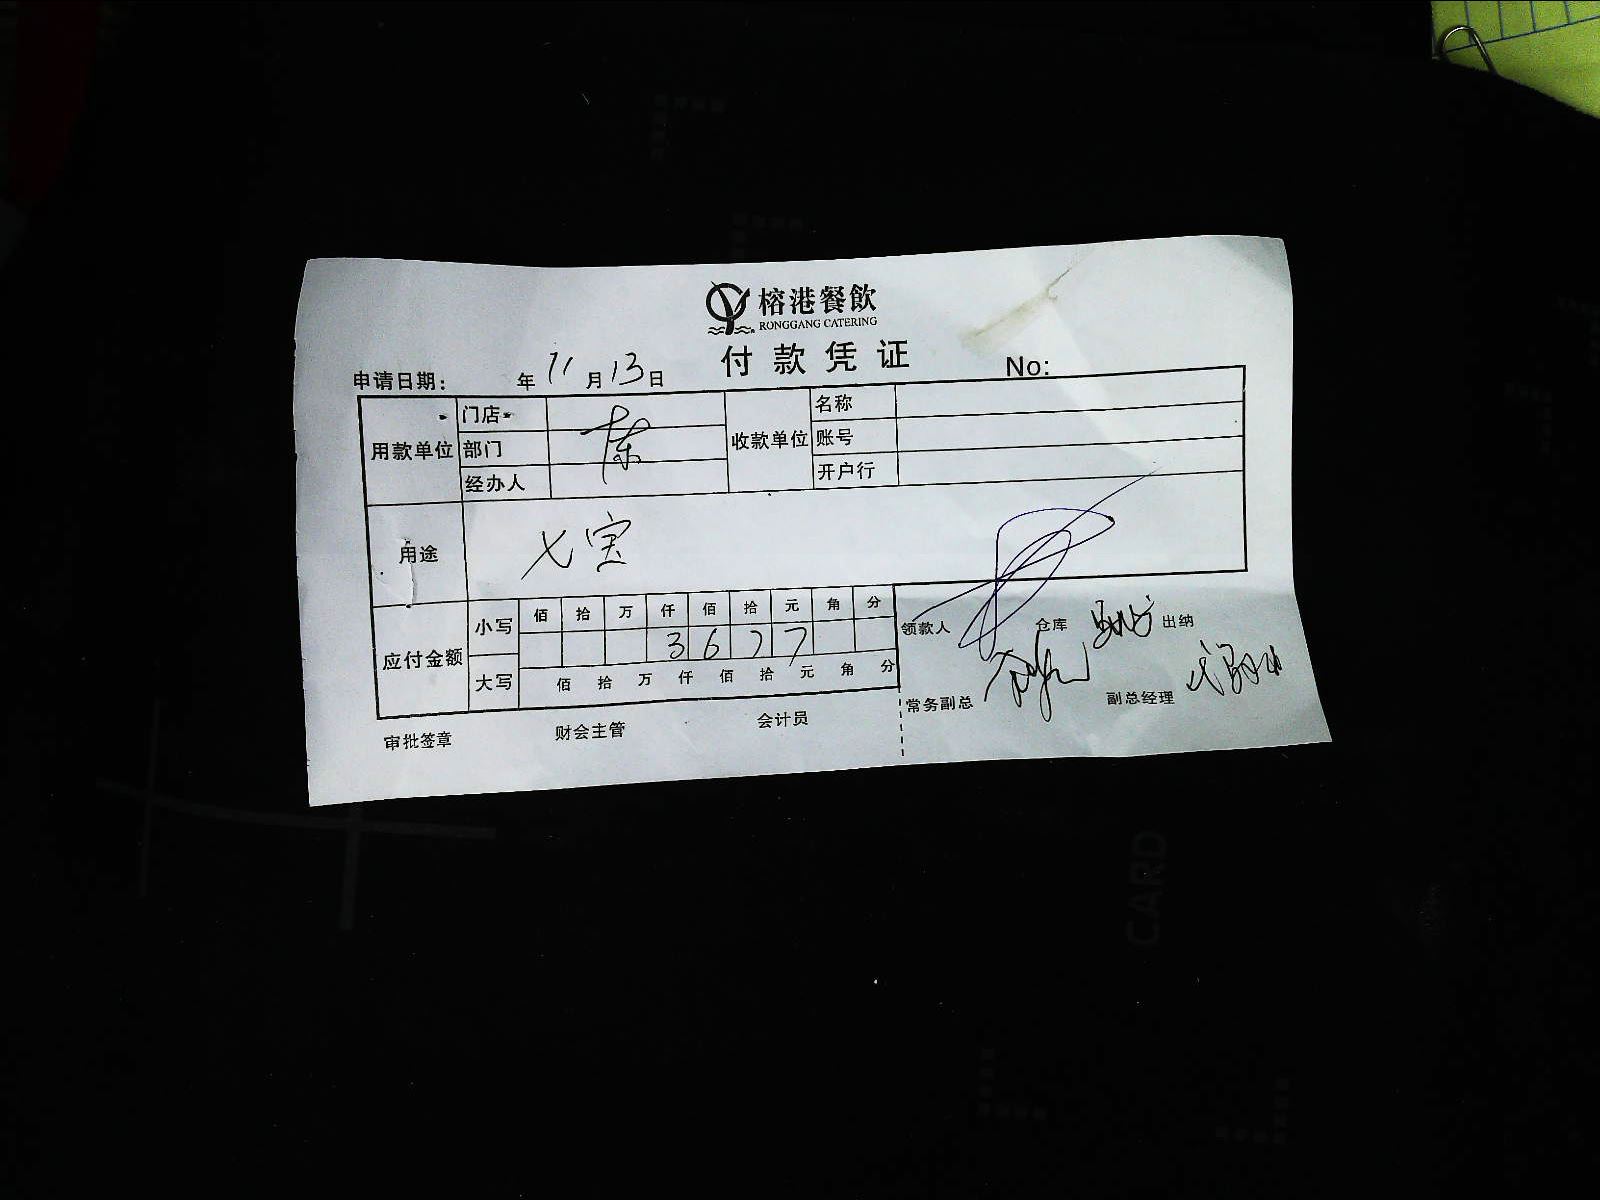 榕港餐飲
RONGGANG CATERING
付款凭证
申请日期： 年 11 月 13 日 No:
用款单位 门店 部门 经办人
收款单位 名称 账号 开户行
用途 七宝
应付金额 小写 佰 拾 万 仟 佰 拾 元 角 分
3 6 7 7
大写 佰 拾 万 仟 佰 拾 元 角 分
领款人 仓库 出纳
常务副总 副总经理
审批签章 财会主管 会计员
CARD